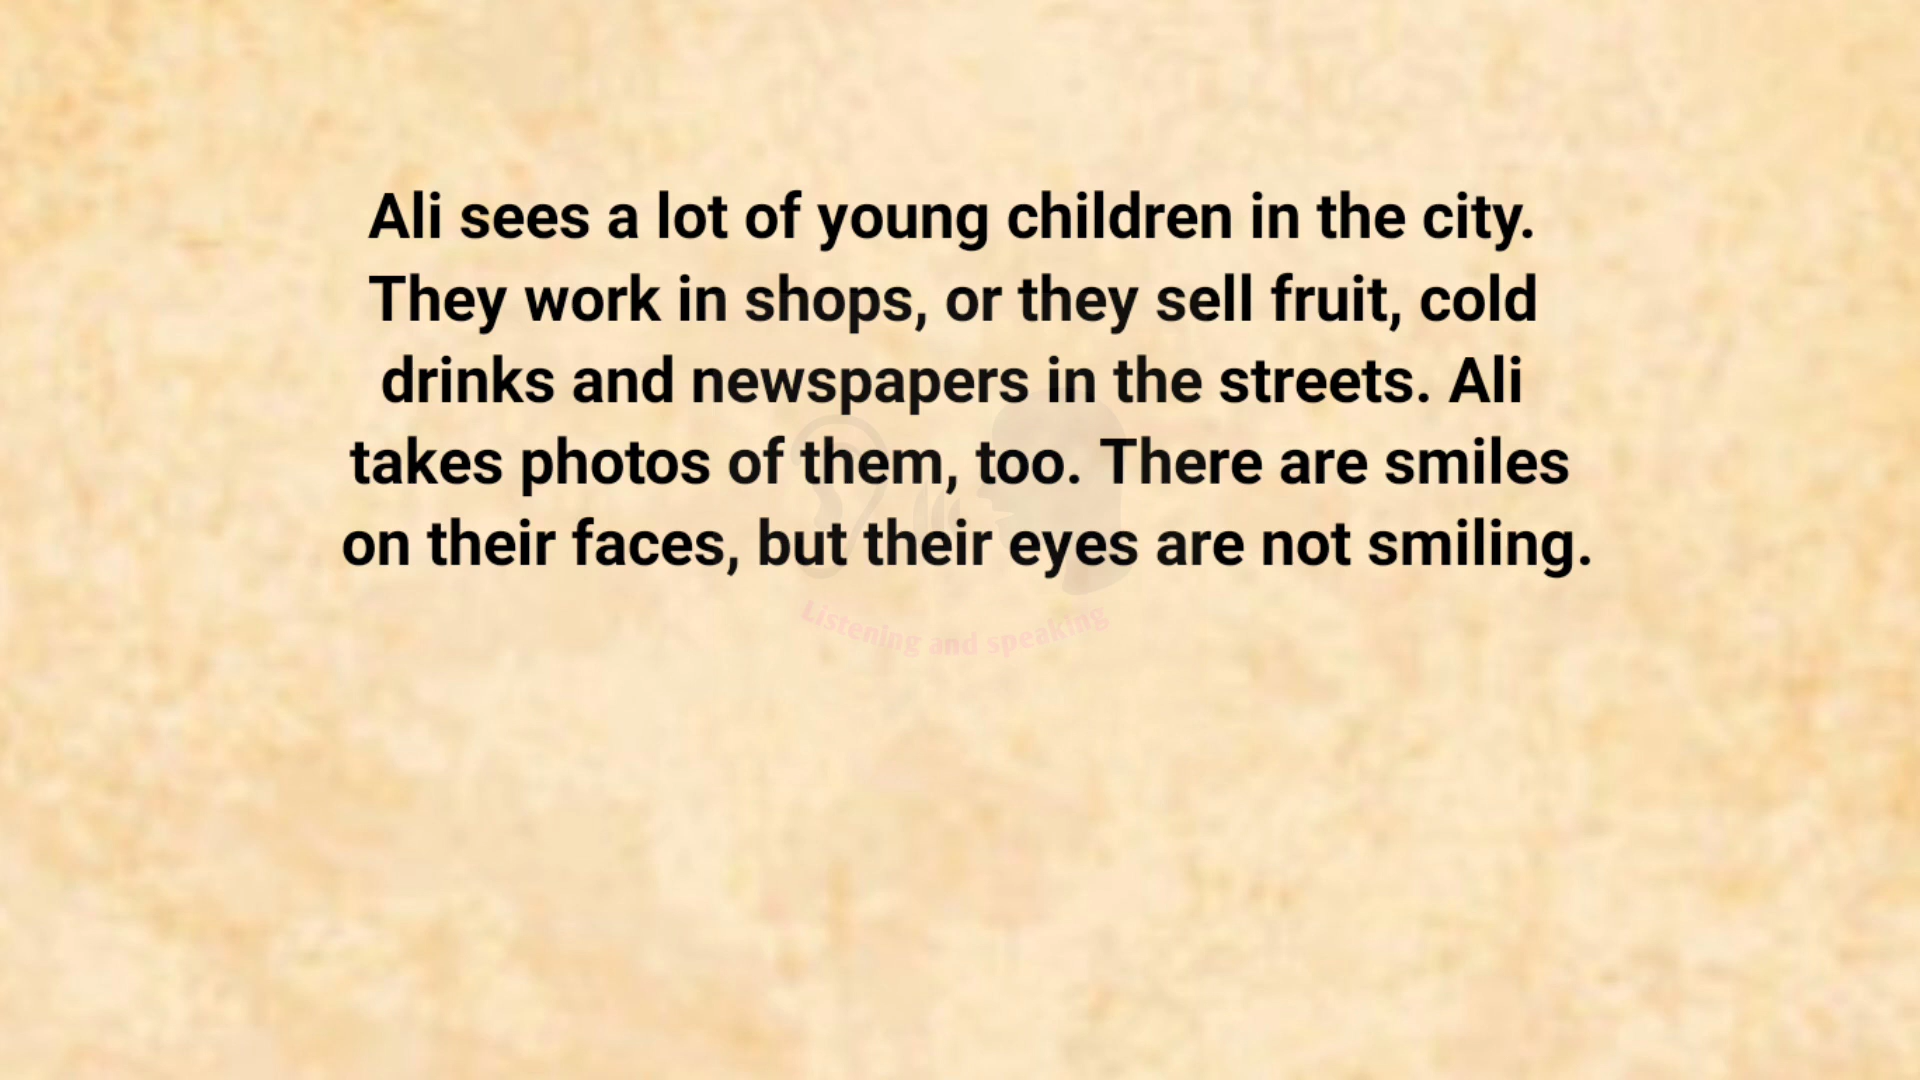 Ali sees a lot of young children in the city.
They work in shops, or they sell fruit, cold
drinks and newspapers in the streets. Ali
takes photos of them, too. There are smiles
on their faces, but their eyes are not smiling.
Listening and speaking